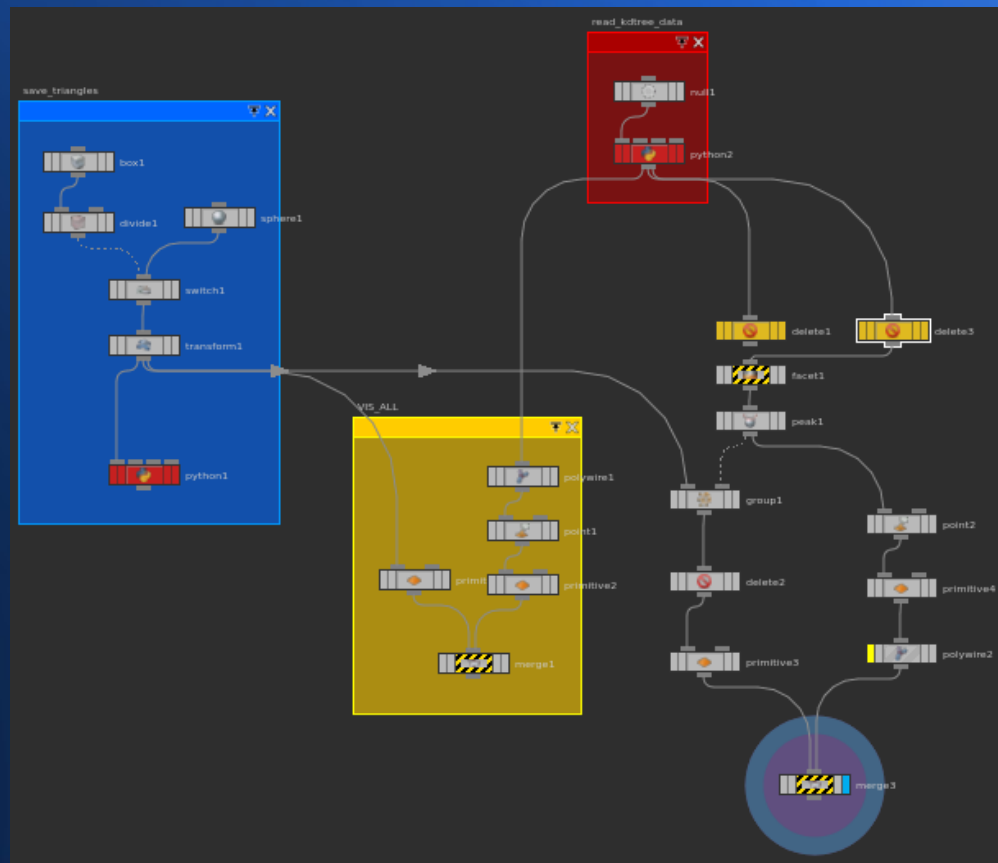 read_kdtree_data
null1
python2
save_triangles
box1
divide1
sphere1
switch1
transform1
python1
VIS_ALL
polywire1
point1
primit
primitive2
merge1
delete1
delete3
facet1
peak1
group1
point2
delete2
primitive4
primitive3
polywire2
merge3